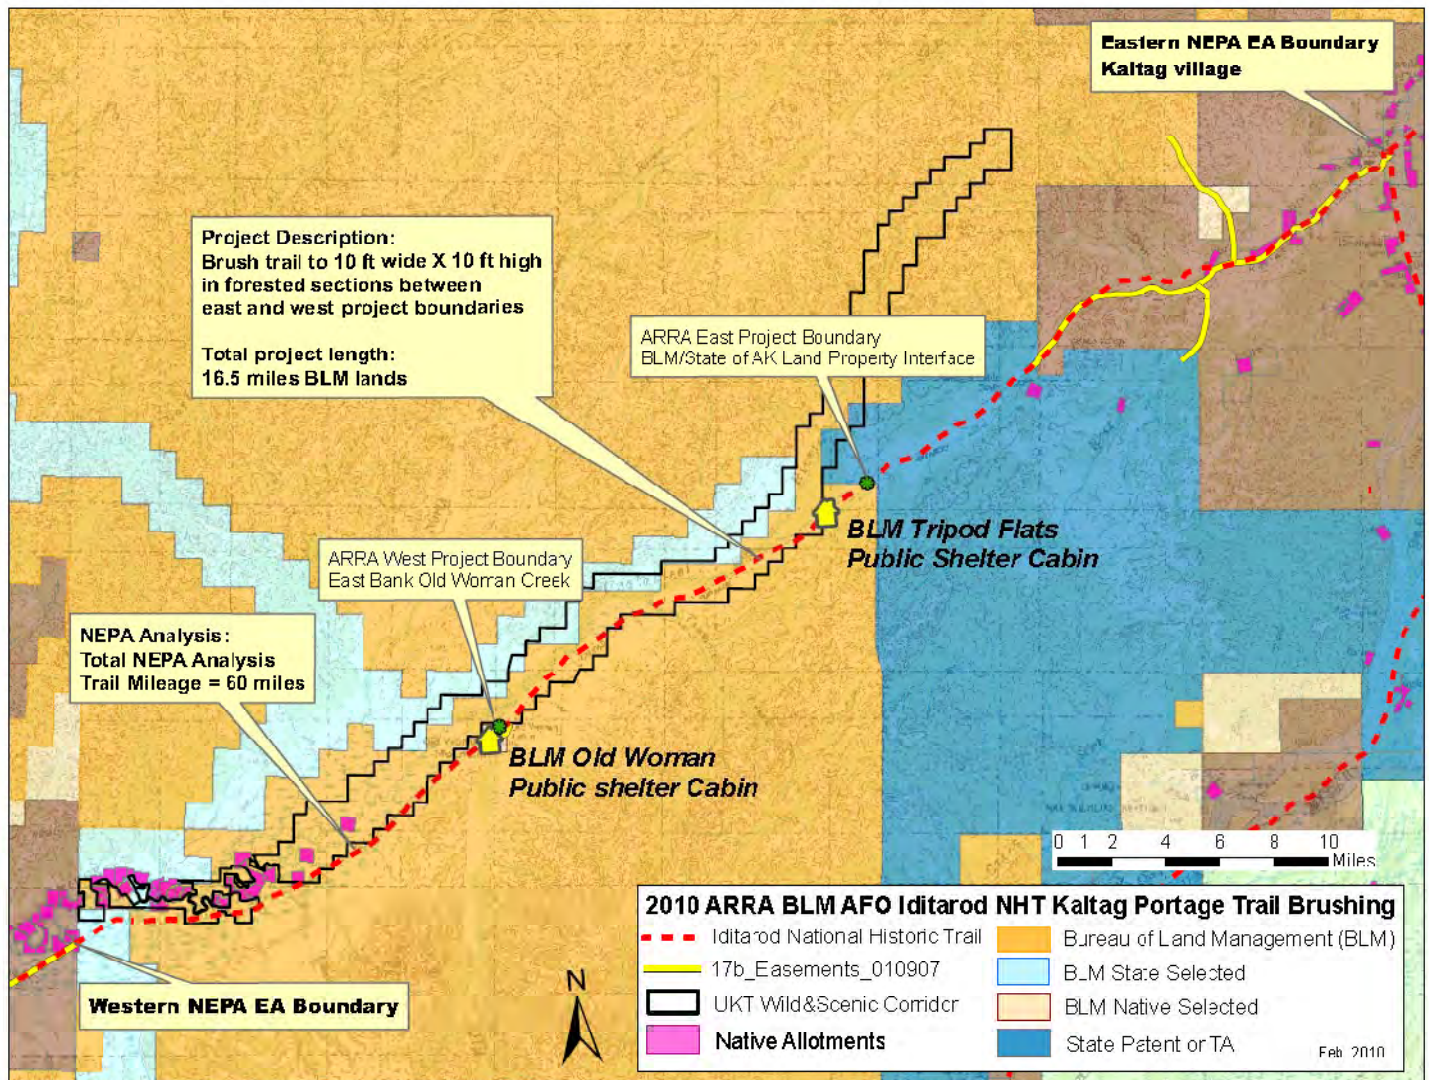 Eastern NEPA EA Boundary
Kaltag village
Project Description:
Brush trail to 10 ft wide X 10 ft high
in forested sections between
east and west project boundaries
Total project length:
16.5 miles BLM lands
ARRA East Project Boundary
BLM/State of AK Land Property Interface
BLM Tripod Flats
Public Shelter Cabin
ARRA West Project Boundary
East Bank Old Woman Creek
NEPA Analysis:
Total NEPA Analysis
Trail Mileage = 60 miles
BLM Old Woman
Public shelter Cabin
Western NEPA EA Boundary
N
0 1 2 4 6 8 10
Miles
2010 ARRA BLM AFO Iditarod NHT Kaltag Portage Trail Brushing
Iditarod National Historic Trail
17b_Easements_010907
UKT Wild&Scenic Corridor
Native Allotments
Bureau of Land Management (BLM)
BLM State Selected
BLM Native Selected
State Patent or TA
Feb 2010